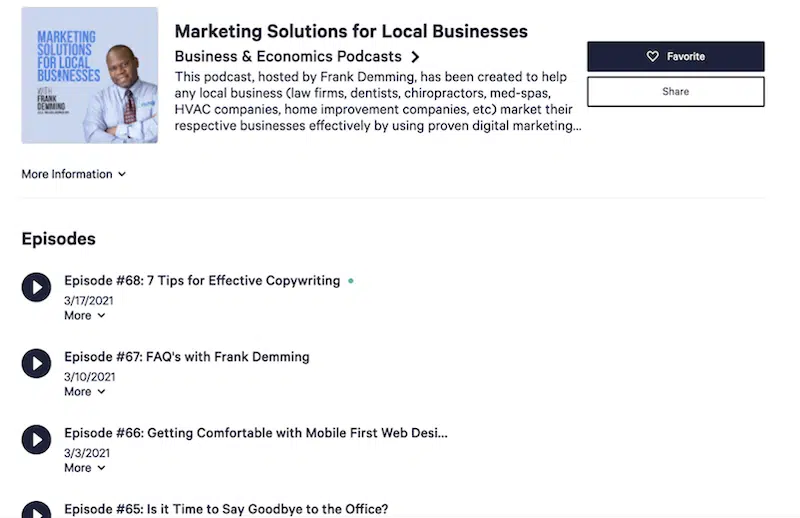 MARKETING
SOLUTIONS
FOR LOCAL
BUSINESSES
WITH
FRANK
DEMMING
Marketing Solutions for Local Businesses
Business & Economics Podcasts
This podcast, hosted by Frank Demming, has been created to help
any local business (law firms, dentists, chiropractors, med-spas,
HVAC companies, home improvement companies, etc) market their
respective businesses effectively by using proven digital marketing...
Favorite
Share
More Information
Episodes
Episode #68: 7 Tips for Effective Copywriting
3/17/2021
More
Episode #67: FAQ's with Frank Demming
3/10/2021
More
Episode #66: Getting Comfortable with Mobile First Web Desi...
3/3/2021
More
Episode #65: Is it Time to Say Goodbye to the Office?